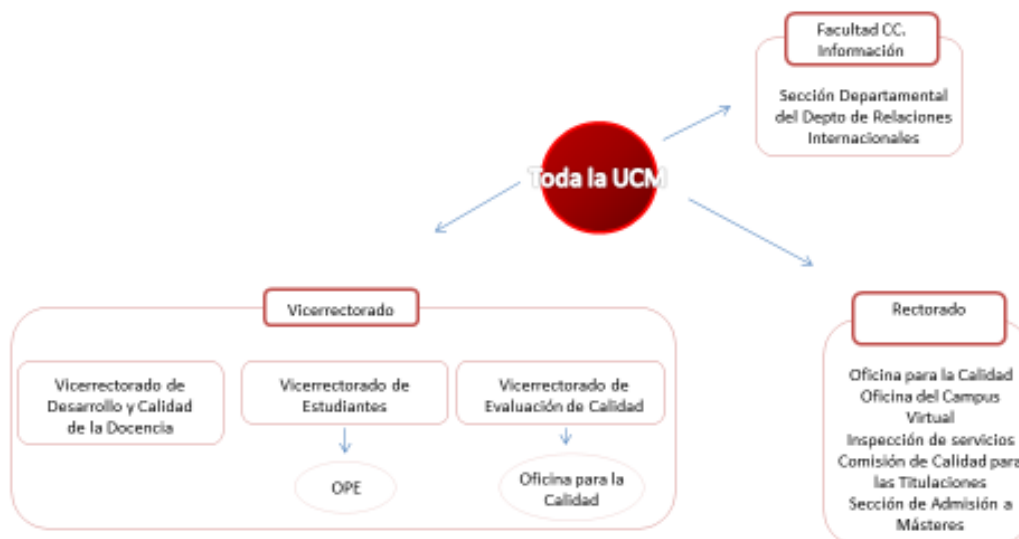 Facultad CC.
Información
Sección Departamental
del Depto de Relaciones
Internacionales
Toda la UCM
Vicerrectorado
Vicerrectorado de
Desarrollo y Calidad
de la Docencia
Vicerrectorado de
Estudiantes
OPE
Vicerrectorado de
Evaluación de Calidad
Oficina para la
Calidad
Rectorado
Oficina para la Calidad
Oficina del Campus
Virtual
Inspección de servicios
Comisión de Calidad para
las Titulaciones
Sección de Admisión a
Másteres